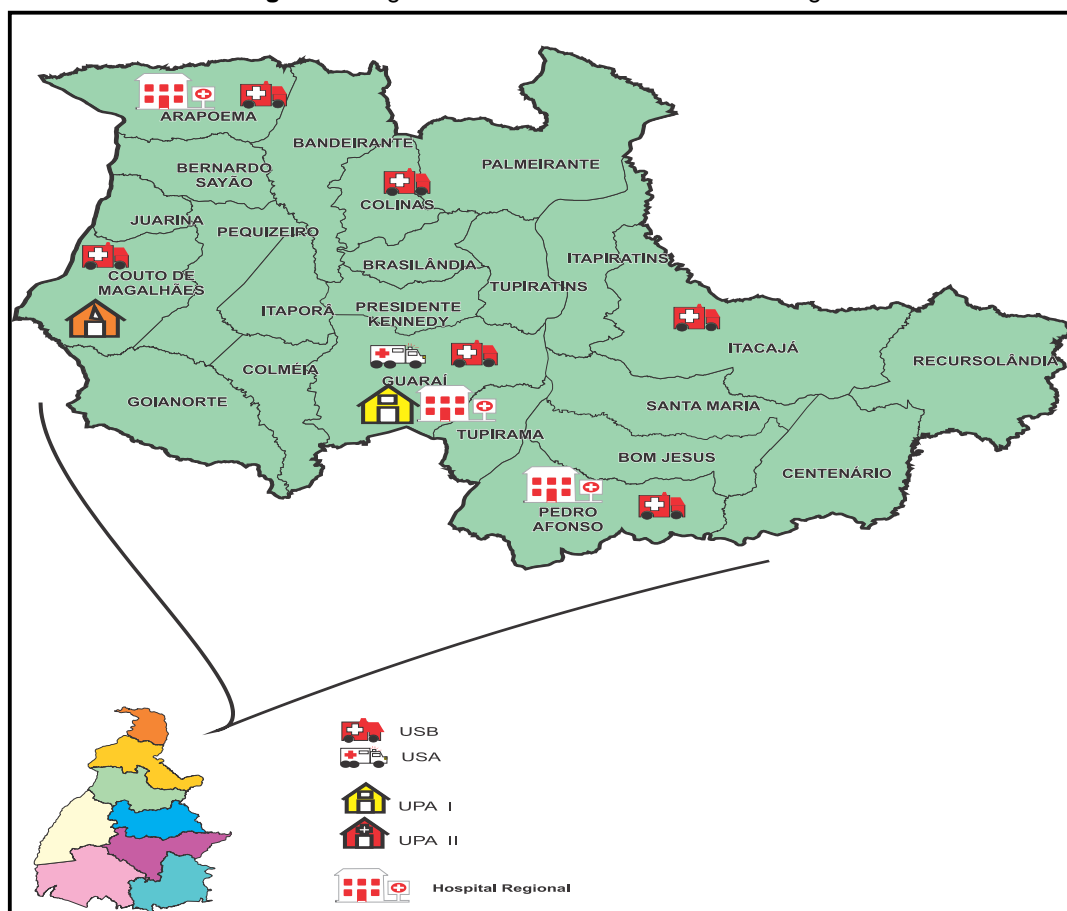 ARAPOEMA
BANDEIRANTE
PALMEIRANTE
BERNARDO
SAYÃO
COLINAS
JUARINA
PEQUIZEIRO
BRASILÂNDIA
ITAPIRATINS
COUTO DE
MAGALHÃES
TUPIRATINS
ITAPORÂ
PRESIDENTE
KENNEDY
ITACAJÁ
RECURSOLÂNDIA
COLMÉIA
GUARAÍ
GOIANORTE
SANTA MARIA
TUPIRAMA
BOM JESUS
CENTENÁRIO
PEDRO
AFONSO
USB
USA
UPA I
UPA II
Hospital Regional